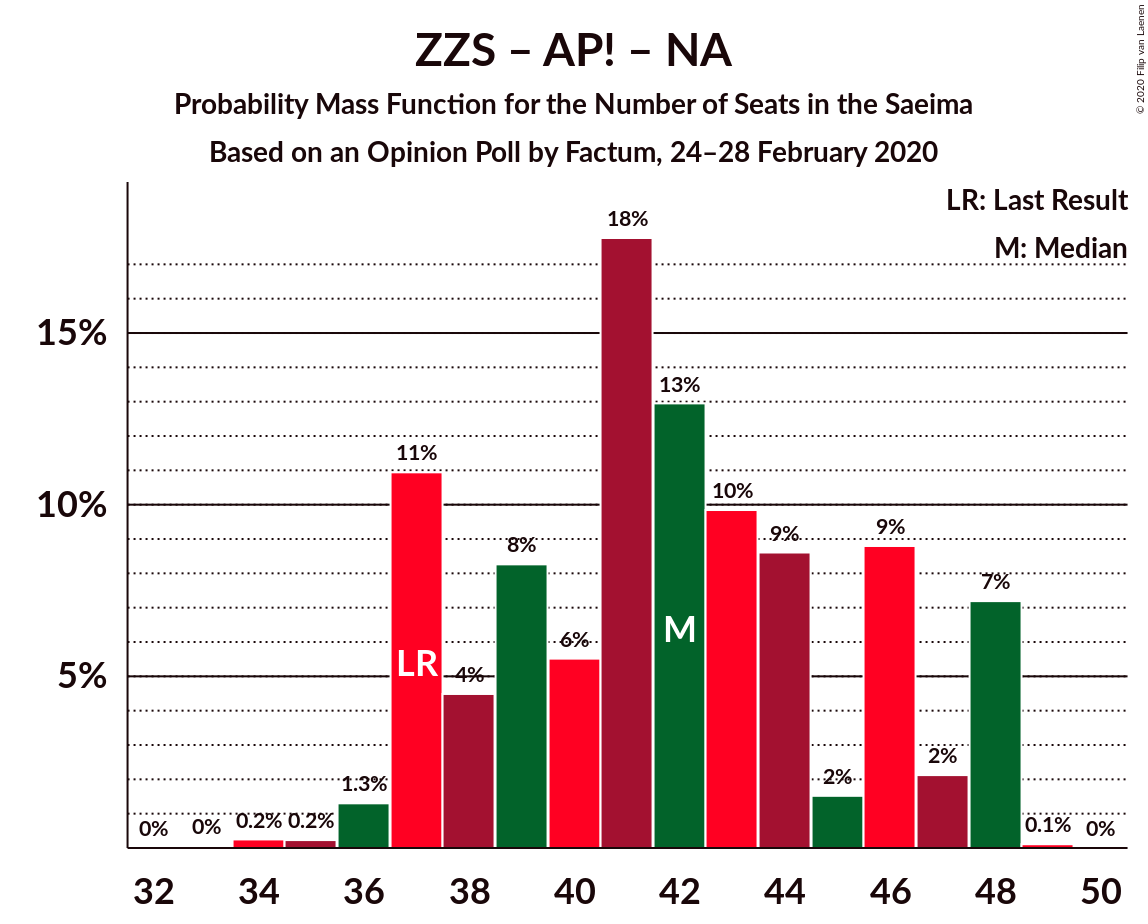 ZZS – AP! – NA
Probability Mass Function for the Number of Seats in the Saeima
Based on an Opinion Poll by Factum, 24–28 February 2020
© 2020 Filip van Laenen
LR: Last Result
M: Median
15%
10%
5%
0%
0%
0.2%
0.2%
1.3%
11%
4%
8%
6%
18%
13%
10%
9%
2%
9%
2%
7%
0.1%
0%
LR
M
32 34 36 38 40 42 44 46 48 50